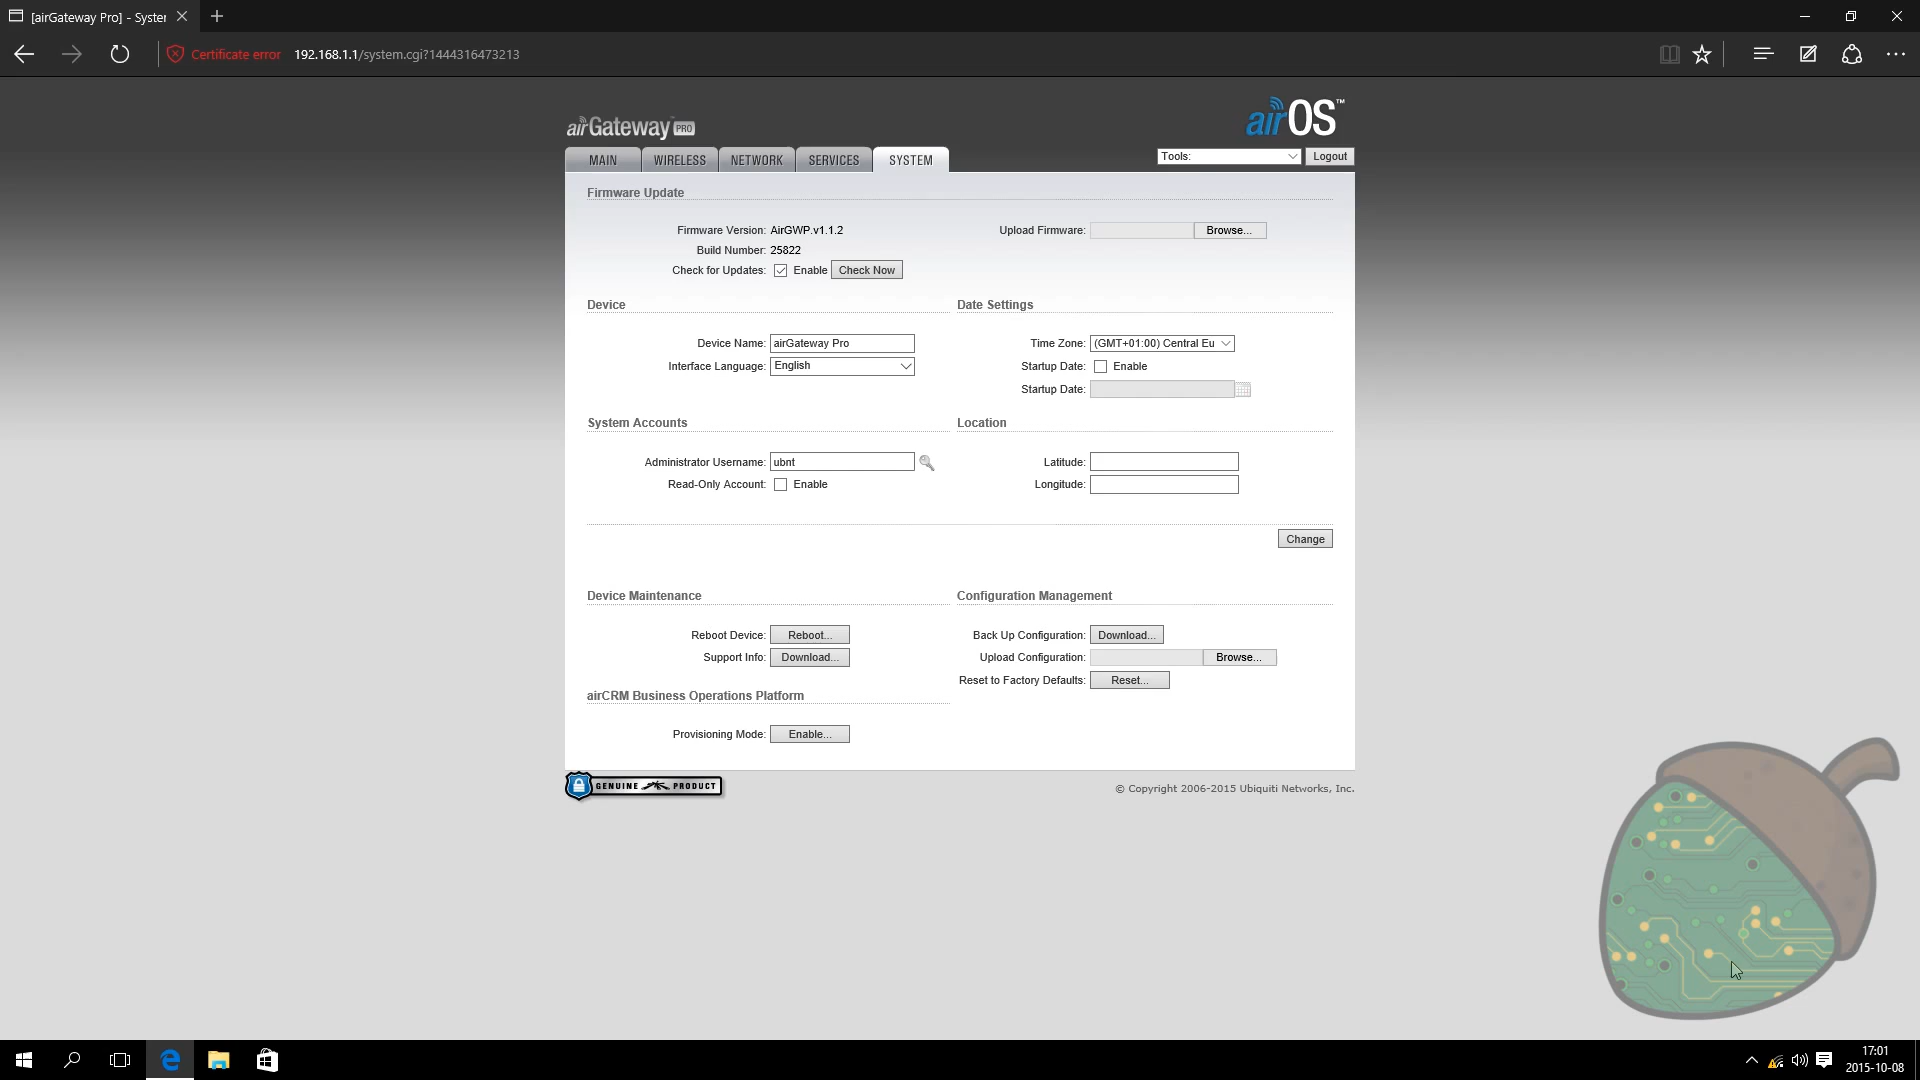 [airGateway Pro] - Syster
Certificate error 192.168.1.1/system.cgi?1444316473213
airGateway PRO
airOS™
MAIN WIRELESS NETWORK SERVICES SYSTEM
Tools: Logout
Firmware Update
Firmware Version: AirGWP.v1.1.2
Upload Firmware: Browse...
Build Number: 25822
Check for Updates: Enable Check Now
Device
Date Settings
Device Name: airGateway Pro
Time Zone: (GMT+01:00) Central Eu
Interface Language: English
Startup Date: Enable
Startup Date:
System Accounts
Location
Administrator Username: ubnt
Latitude:
Read-Only Account: Enable
Longitude:
Change
Device Maintenance
Configuration Management
Reboot Device: Reboot...
Back Up Configuration: Download...
Support Info: Download...
Upload Configuration: Browse...
Reset to Factory Defaults: Reset...
airCRM Business Operations Platform
Provisioning Mode: Enable...
GENUINE PRODUCT
© Copyright 2006-2015 Ubiquiti Networks, Inc.
17:01
2015-10-08